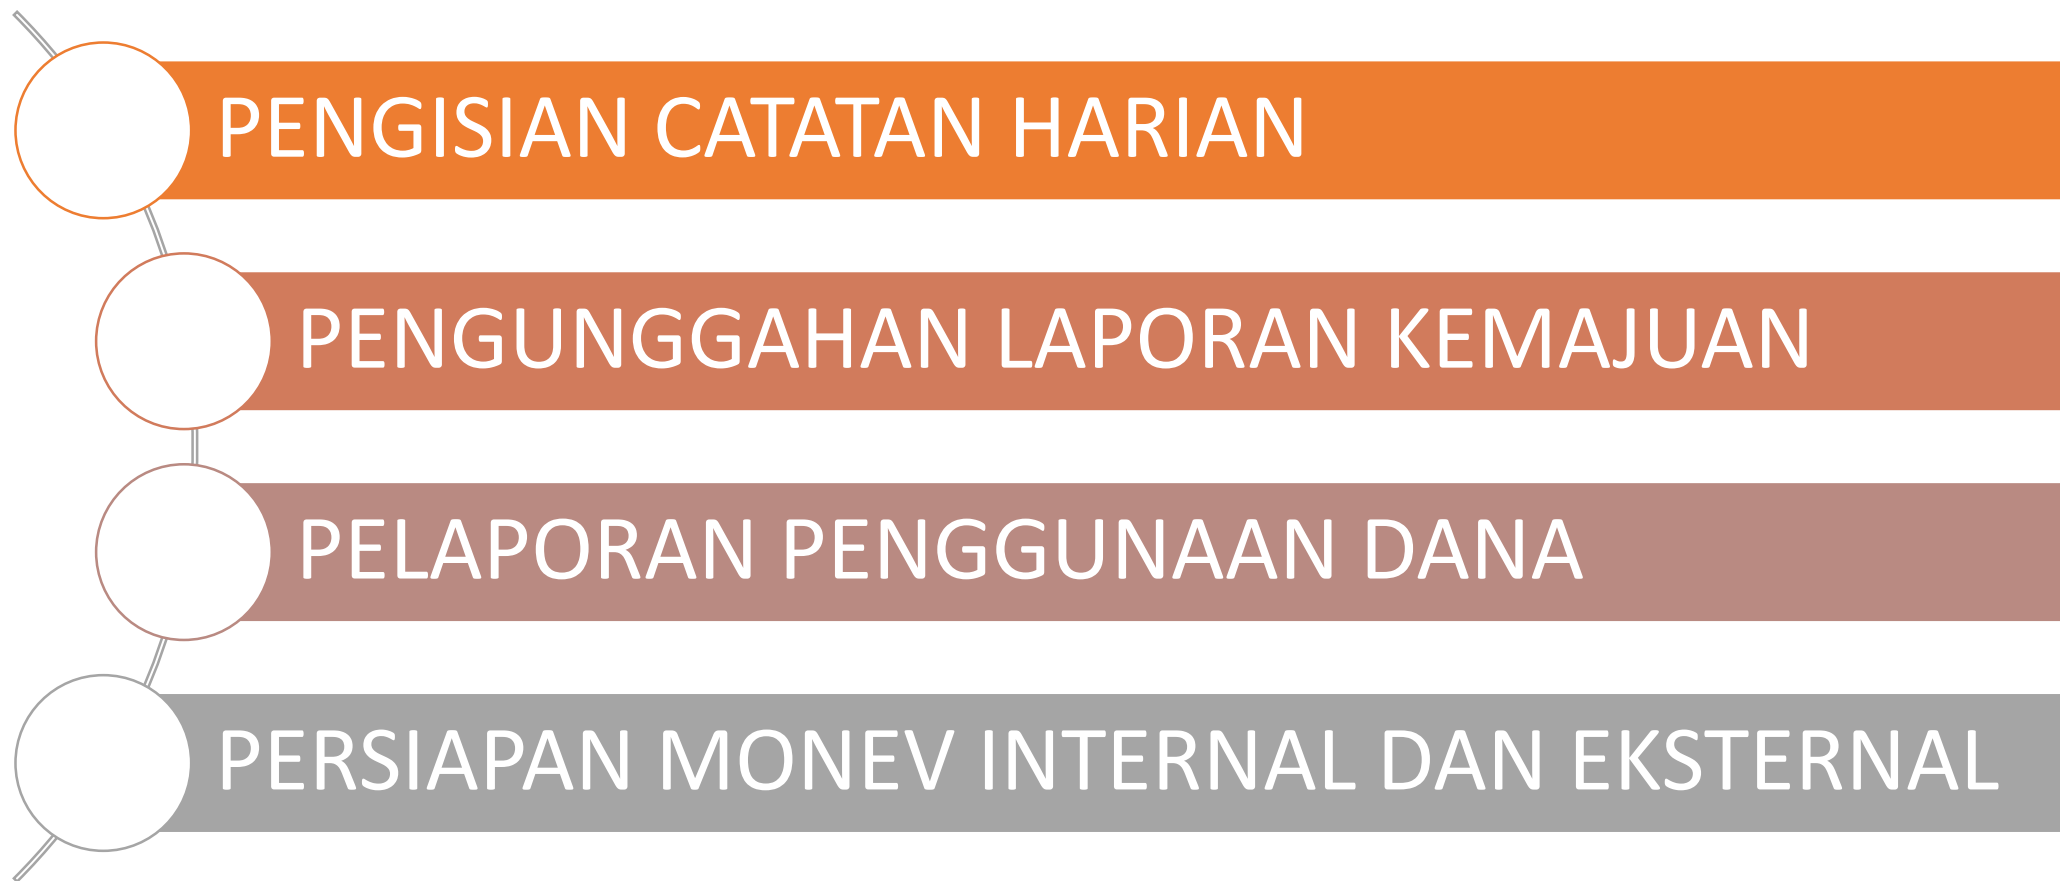 PENGISIAN CATATAN HARIAN
PENGUNGGAHAN LAPORAN KEMAJUAN
PELAPORAN PENGGUNAAN DANA
PERSIAPAN MONEV INTERNAL DAN EKSTERNAL